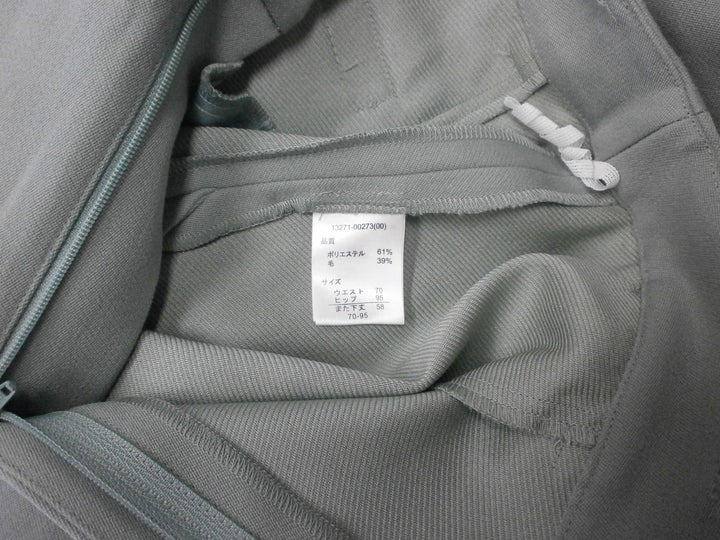 13271-00273(00)
品質
ポリエステル 61%
毛 39%
サイズ
ウエスト 70
ヒップ 95
また下丈 58
70-95